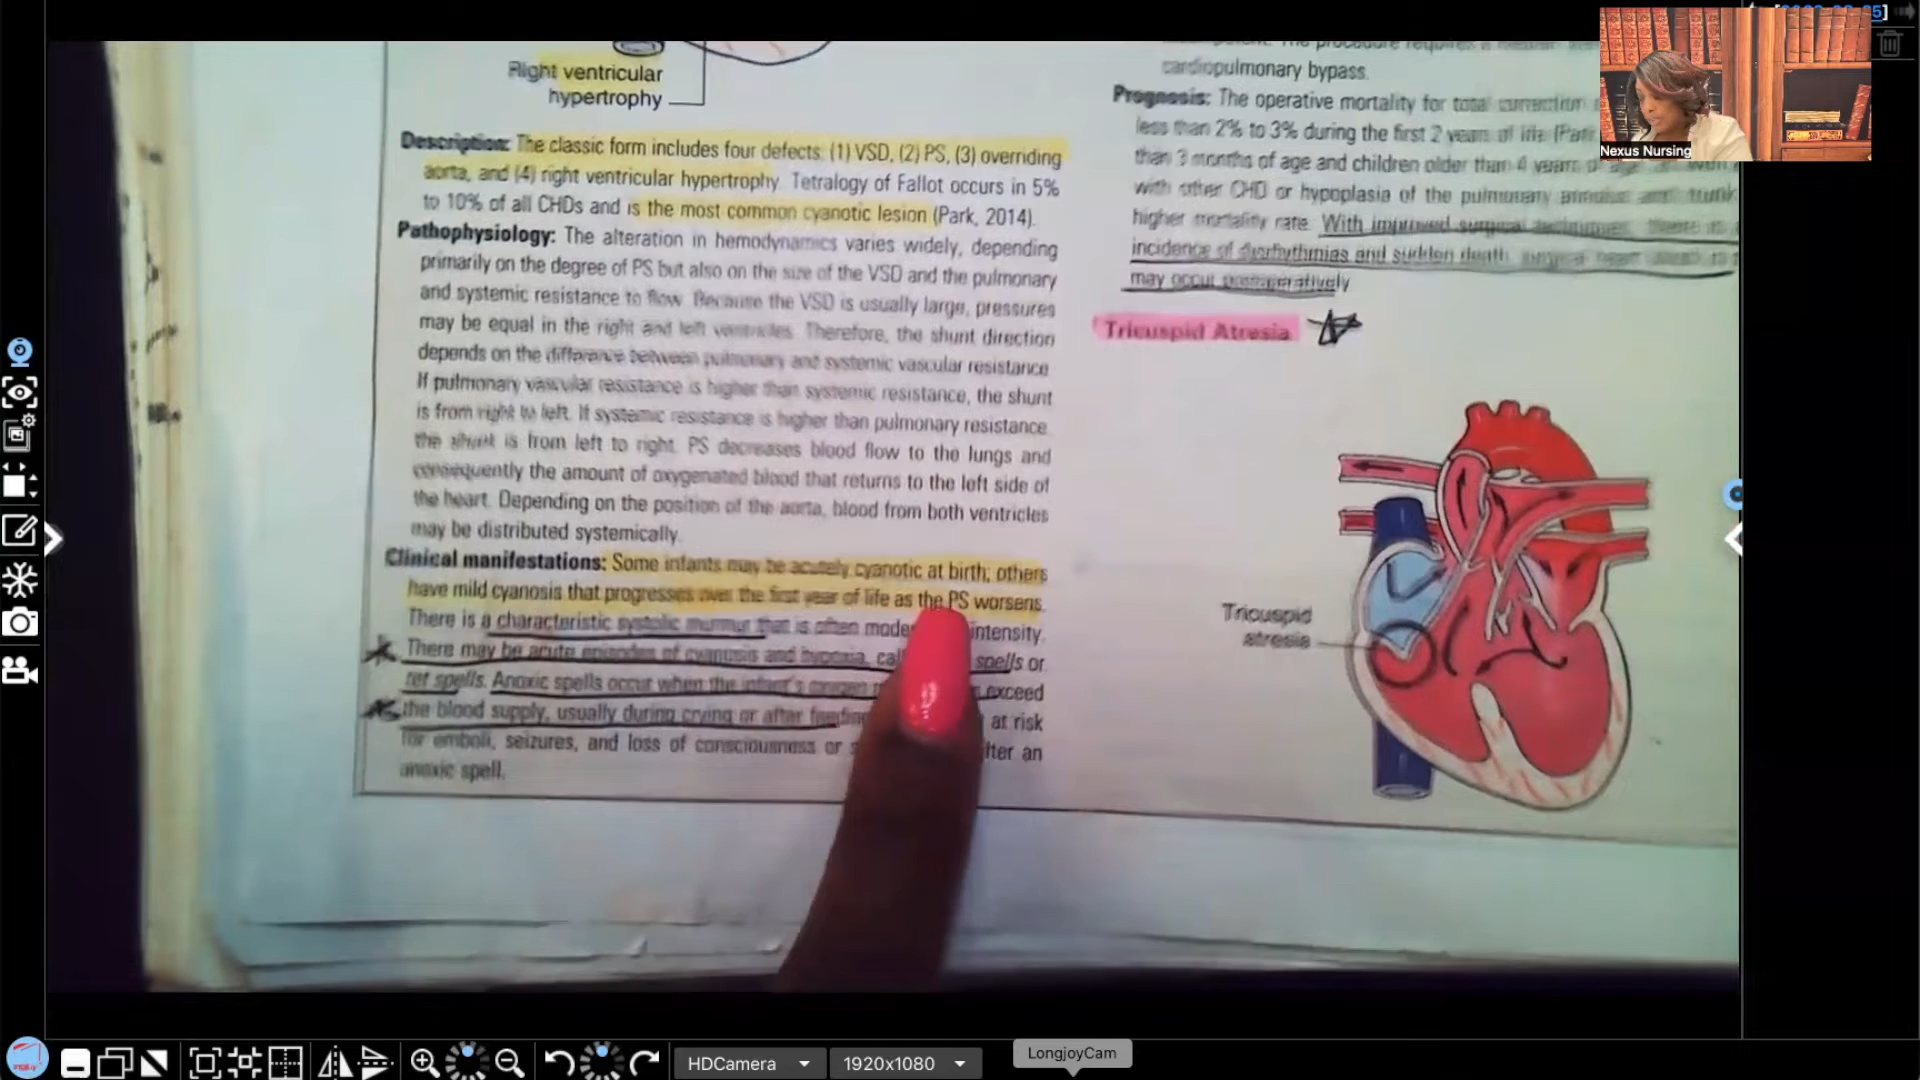 Right ventricular
hypertrophy
Description: The classic form includes four defects: (1) VSD, (2) PS, (3) overriding
aorta, and (4) right ventricular hypertrophy. Tetralogy of Fallot occurs in 5%
to 10% of all CHDs and is the most common cyanotic lesion (Park, 2014).
Pathophysiology: The alteration in hemodynamics varies widely, depending
primarily on the degree of PS but also on the size of the VSD and the pulmonary
and systemic resistance to flow. Because the VSD is usually large, pressures
may be equal in the right and left ventricles. Therefore, the shunt direction
depends on the difference between pulmonary and systemic vascular resistance.
If pulmonary vascular resistance is higher than systemic resistance, the shunt
is from right to left. If systemic resistance is higher than pulmonary resistance
the shunt is from left to right. PS decreases blood flow to the lungs and
consequently the amount of oxygenated blood that returns to the left side of
the heart. Depending on the position of the aorta, blood from both ventricles
may be distributed systemically.
Clinical manifestations: Some infants may be acutely cyanotic at birth; others
have mild cyanosis that progresses over the first year of life as the PS worsens.
There is a characteristic systolic murmur that is often mode intensity.
There may be acute episodes of cyanosis and hypoxia, cal spells or
tet spells. Anoxic spells occur when the infant's oxygen exceed
the blood supply, usually during crying or after feeding at risk
for emboli, seizures, and loss of consciousness or after an
anoxic spell.
cardiopulmonary bypass.
Prognosis: The operative mortality for total correction
less than 2% to 3% during the first 2 years of life (Park
than 3 months of age and children older than 4 years of age
with other CHD or hypoplasia of the pulmonary annulus and trunk
higher mortality rate. With improved surgical techniques, there is
incidence of dysrhythmias and sudden death
may occur postoperatively
Tricuspid Atresia
Tricuspid
atresia
Nexus Nursing
HDCamera
1920x1080
LongjoyCam